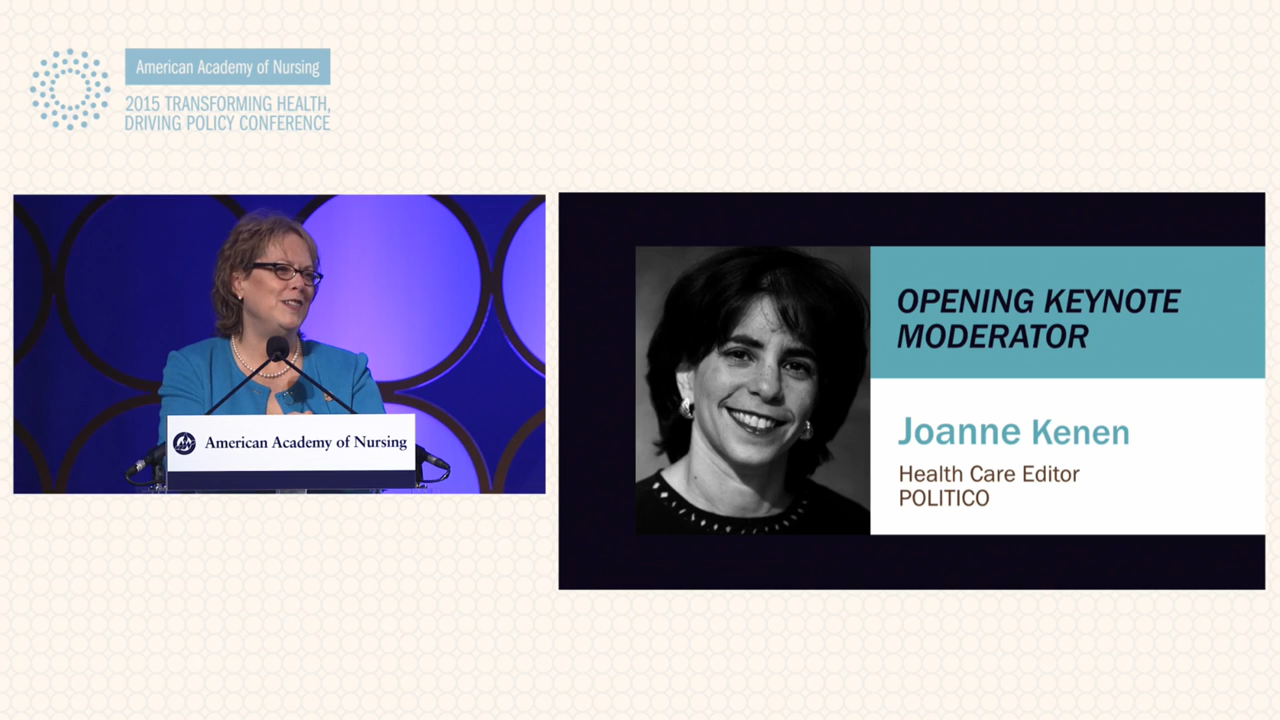 American Academy of Nursing
2015 TRANSFORMING HEALTH,
DRIVING POLICY CONFERENCE
American Academy of Nursing
OPENING KEYNOTE
MODERATOR
Joanne Kenen
Health Care Editor
POLITICO